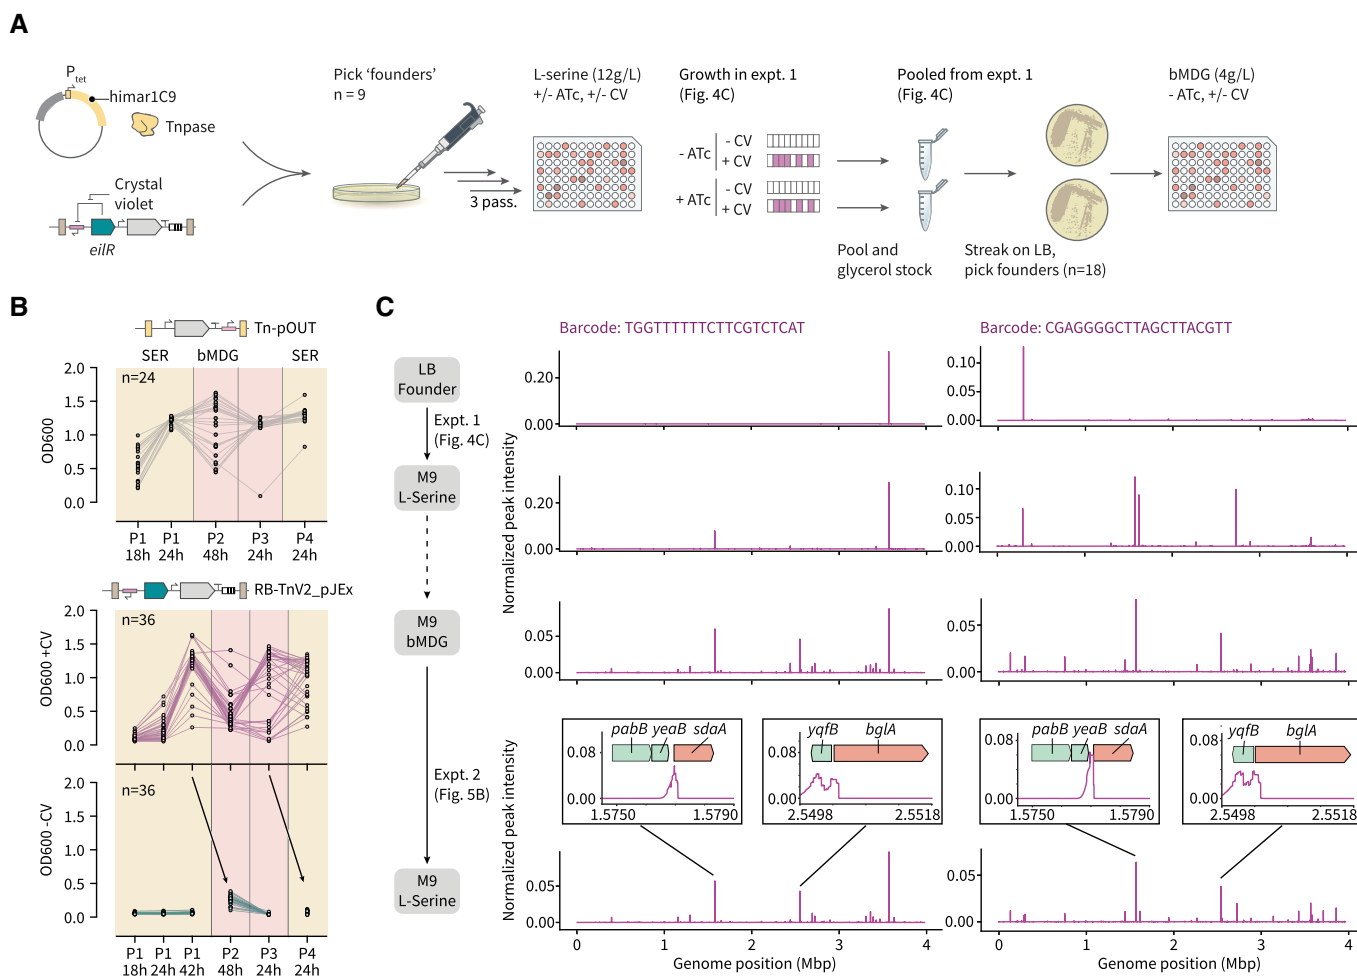 A
P
tet
himar1C9
Tnpase
Crystal
violet
eilR
Pick ‘founders’
n = 9
3 pass.
L-serine (12g/L)
+/- ATc, +/- CV
Growth in expt. 1
(Fig. 4C)
- ATc
- CV
+ CV
+ ATc
- CV
+ CV
Pooled from expt. 1
(Fig. 4C)
Pool and
glycerol stock
Streak on LB,
pick founders (n=18)
bMDG (4g/L)
- ATc, +/- CV
B
Tn-pOUT
SER bMDG SER
n=24
OD600
2.0
1.5
1.0
0.5
0.0
P1 P1 P2 P3 P4
18h 24h 48h 24h 24h
RB-TnV2_pJEx
n=36
OD600 +CV
2.0
1.5
1.0
0.5
0.0
n=36
OD600 -CV
2.0
1.5
1.0
0.5
0.0
P1 P1 P1 P2 P3 P4
18h 24h 42h 48h 24h 24h
C
LB
Founder
Expt. 1
(Fig. 4C)
M9
L-Serine
M9
bMDG
Expt. 2
(Fig. 5B)
M9
L-Serine
Barcode: TGGTTTTTTCTTCGTCTCAT
Barcode: CGAGGGGCTTAGCTTACGTT
Normalized peak intensity
0.20
0.00
0.10
0.05
0.00
0.20
0.00
0.10
0.05
0.00
0.05
0.00
0.05
0.00
Normalized peak intensity
pabB yeaB sdaA
0.08
0.00
1.5750 1.5790
yqfB bglA
2.5498 2.5518
pabB yeaB sdaA
0.08
0.00
1.5750 1.5790
yqfB bglA
0.08
0.00
2.5498 2.5518
0.05
0.00
0 1 2 3 4
Genome position (Mbp)
0.05
0.00
0 1 2 3 4
Genome position (Mbp)